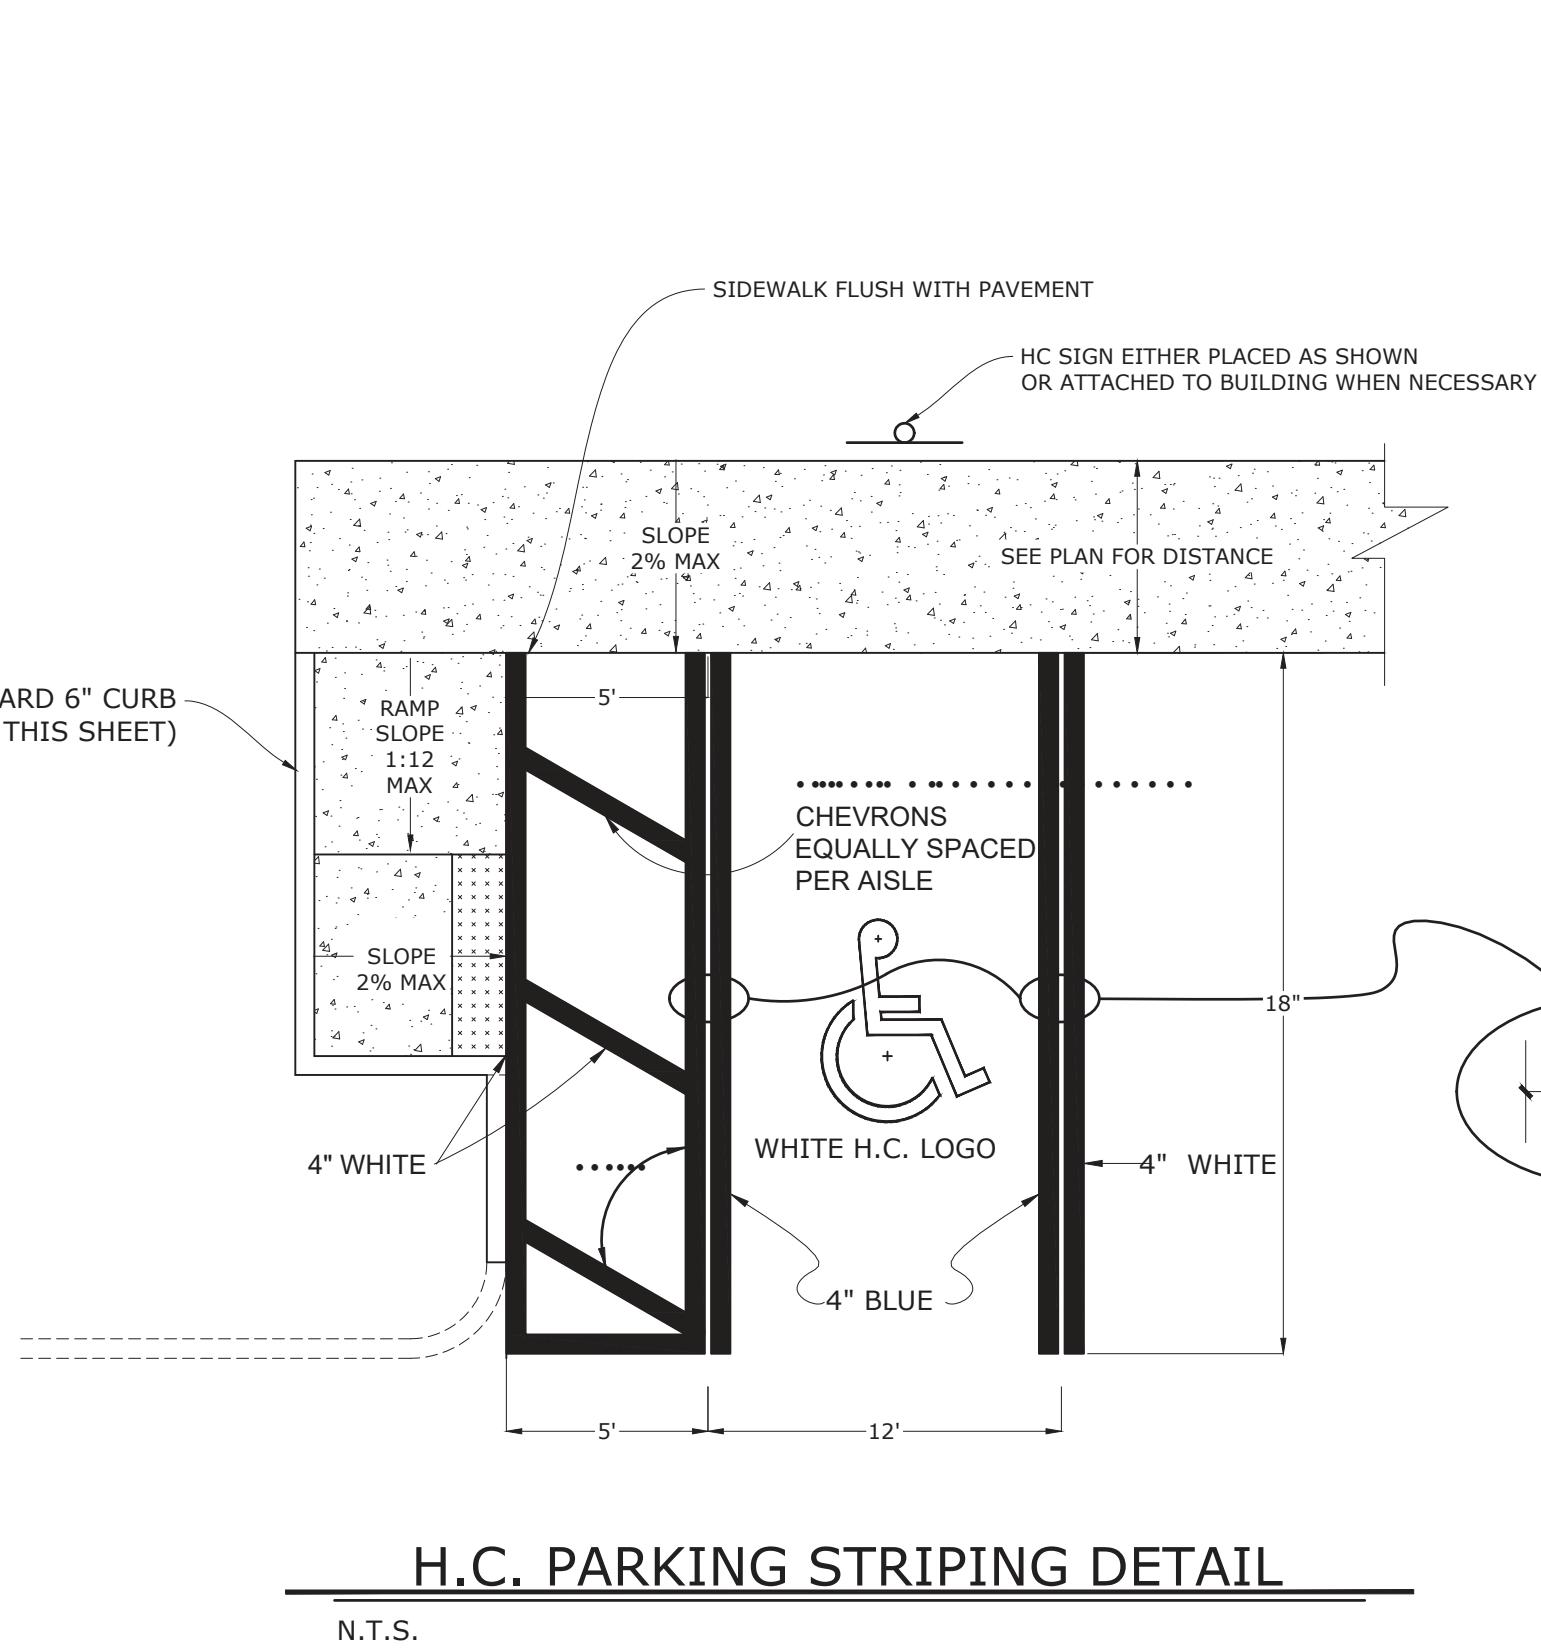 SIDEWALK FLUSH WITH PAVEMENT
HC SIGN EITHER PLACED AS SHOWN
OR ATTACHED TO BUILDING WHEN NECESSARY
SLOPE
2% MAX
SEE PLAN FOR DISTANCE
ARD 6" CURB
THIS SHEET)
RAMP
SLOPE
1:12
MAX
5'
CHEVRONS
EQUALLY SPACED
PER AISLE
SLOPE
2% MAX
18"
4" WHITE
WHITE H.C. LOGO
4" WHITE
4" BLUE
5'
12'
H.C. PARKING STRIPING DETAIL
N.T.S.